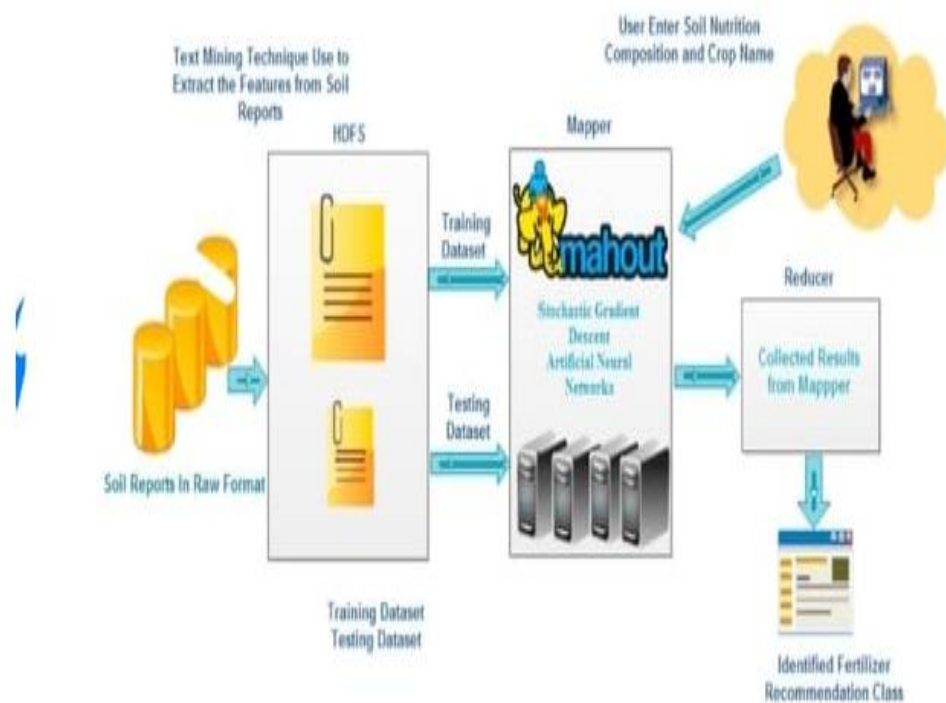 Text Mining Technique Use to
Extract the Features from Soil
Reports
HDFS
User Enter Soil Nutrition
Composition and Crop Name
Mapper
Training
Dataset
mahout
Stochastic Gradient
Descent
Artificial Neural
Networks
Reducer
Collected Results
from Mappper
Testing
Dataset
Soil Reports In Raw Format
Training Dataset
Testing Dataset
Identified Fertilizer
Recommendation Class